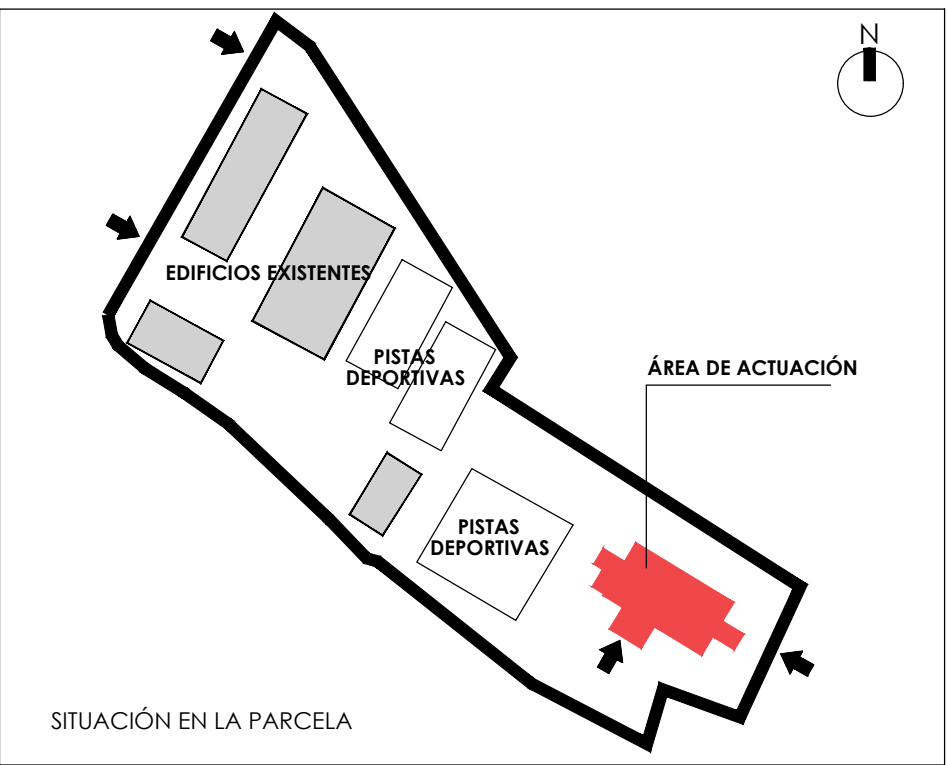 N
EDIFICIOS EXISTENTES
PISTAS
DEPORTIVAS
ÁREA DE ACTUACIÓN
PISTAS
DEPORTIVAS
SITUACIÓN EN LA PARCELA